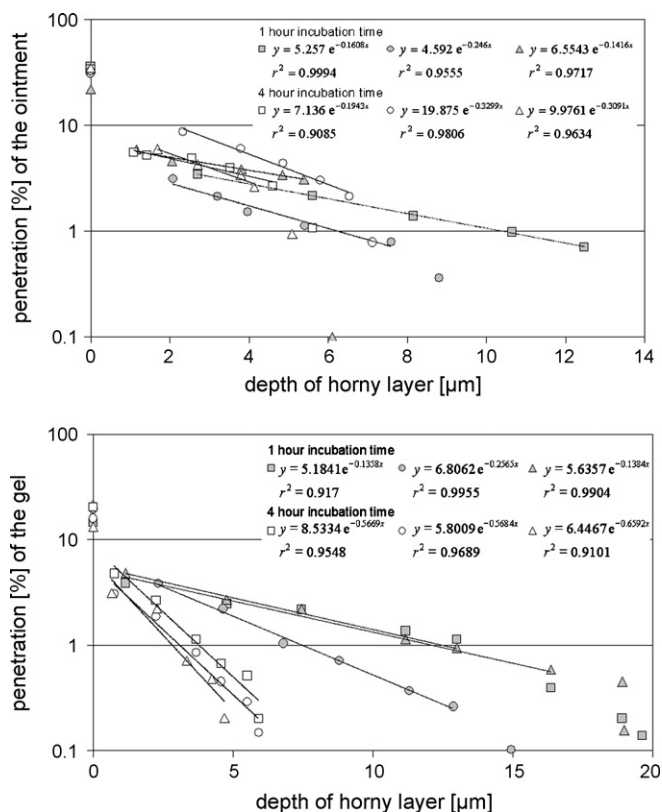 100
10
1
0.1
penetration [%] of the ointment
1 hour incubation time
y = 5.257 e^-0.1608x y = 4.592 e^-0.246x y = 6.5543 e^-0.1416x
r² = 0.9994 r² = 0.9555 r² = 0.9717
4 hour incubation time
y = 7.136 e^-0.1943x y = 19.875 e^-0.3299x y = 9.9761 e^-0.3091x
r² = 0.9085 r² = 0.9806 r² = 0.9634
0 2 4 6 8 10 12 14
depth of horny layer [µm]
100
10
1
0.1
penetration [%] of the gel
1 hour incubation time
y = 5.1841 e^-0.1358x y = 6.8062 e^-0.2565x y = 5.6357 e^-0.1384x
r² = 0.917 r² = 0.9955 r² = 0.9904
4 hour incubation time
y = 8.5334 e^-0.5669x y = 5.8009 e^-0.5684x y = 6.4467 e^-0.6592x
r² = 0.9548 r² = 0.9689 r² = 0.9101
0 5 10 15 20
depth of horny layer [µm]